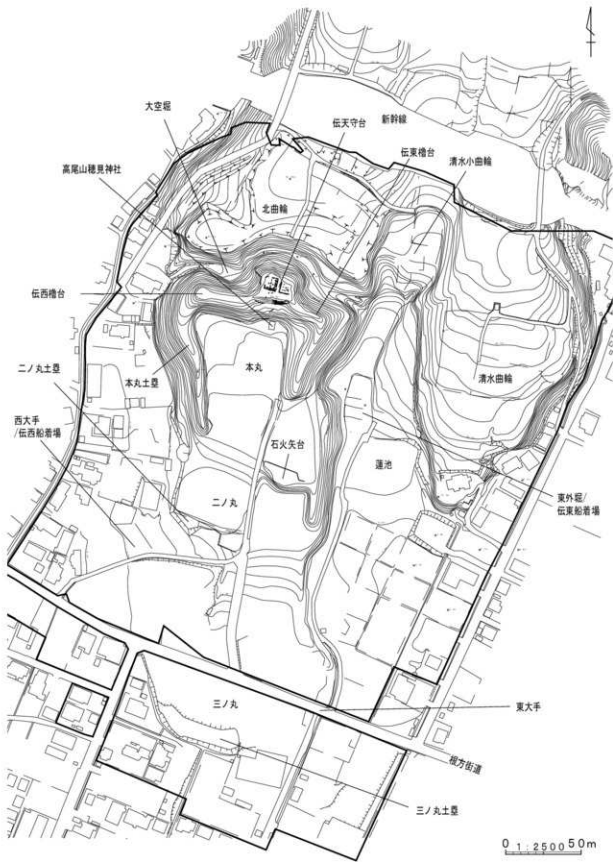 大空堀
伝天守台
新幹線
伝東櫓台
清水小曲輪
高尾山穂見神社
北曲輪
伝西櫓台
二ノ丸土塁
本丸土塁
本丸
清水曲輪
西大手
/伝西船着場
石火矢台
蓮池
二ノ丸
東外堀/
伝東船着場
三ノ丸
東大手
根方街道
三ノ丸土塁
0 1:2500 50m